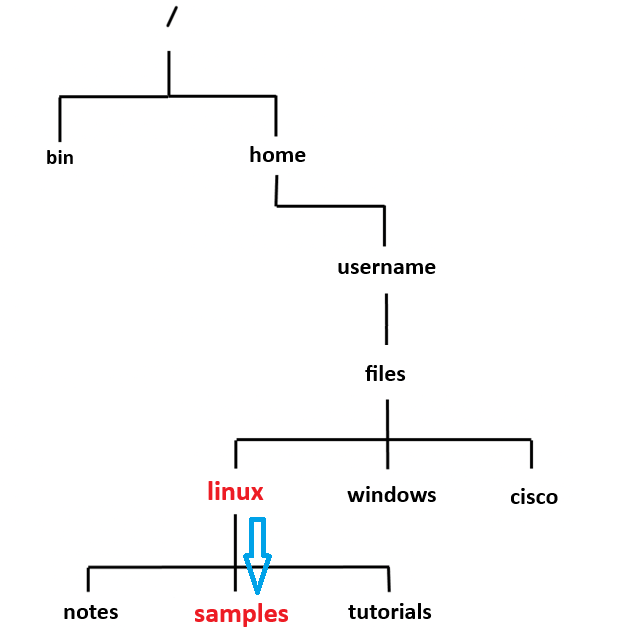 /
bin
home
username
files
linux
windows
cisco
notes
samples
tutorials